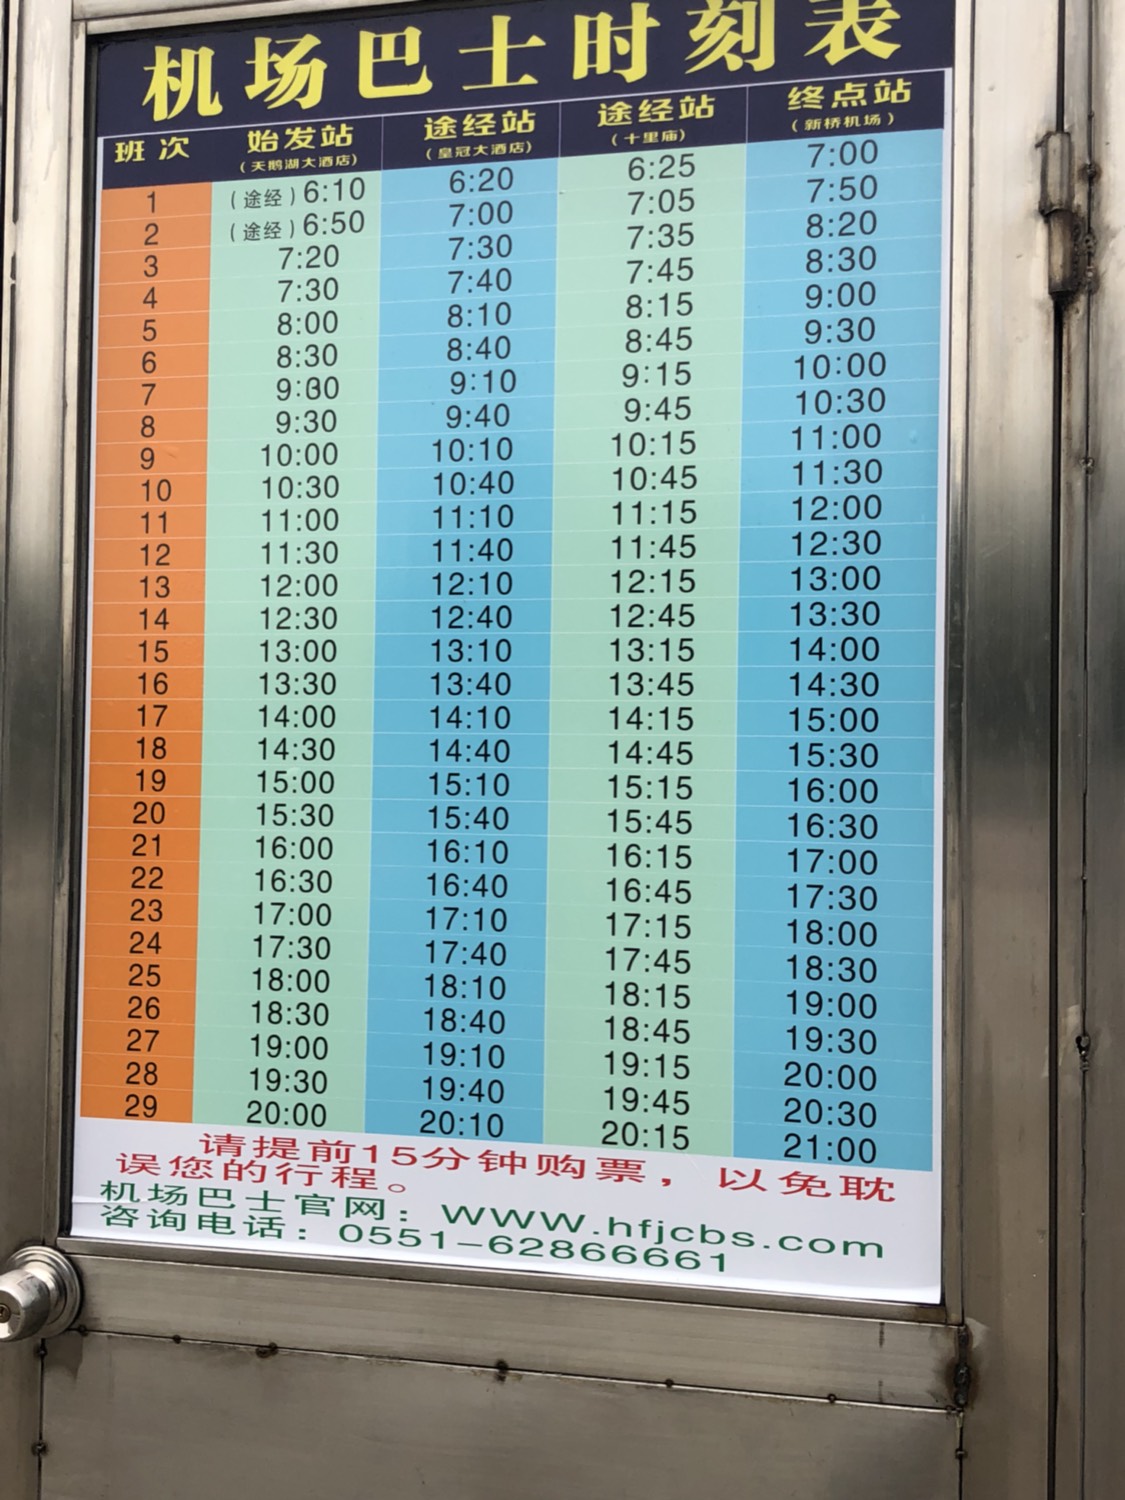 机场巴士时刻表
班次 始发站 途经站 途经站 终点站
(天鹅湖大酒店) (皇冠大酒店) (十里庙) (新桥机场)
1 (途经)6:10 6:20 6:25 7:00
2 (途经)6:50 7:00 7:05 7:50
3 7:20 7:30 7:35 8:20
4 7:30 7:40 7:45 8:30
5 8:00 8:10 8:15 9:00
6 8:30 8:40 8:45 9:30
7 9:00 9:10 9:15 10:00
8 9:30 9:40 9:45 10:30
9 10:00 10:10 10:15 11:00
10 10:30 10:40 10:45 11:30
11 11:00 11:10 11:15 12:00
12 11:30 11:40 11:45 12:30
13 12:00 12:10 12:15 13:00
14 12:30 12:40 12:45 13:30
15 13:00 13:10 13:15 14:00
16 13:30 13:40 13:45 14:30
17 14:00 14:10 14:15 15:00
18 14:30 14:40 14:45 15:30
19 15:00 15:10 15:15 16:00
20 15:30 15:40 15:45 16:30
21 16:00 16:10 16:15 17:00
22 16:30 16:40 16:45 17:30
23 17:00 17:10 17:15 18:00
24 17:30 17:40 17:45 18:30
25 18:00 18:10 18:15 19:00
26 18:30 18:40 18:45 19:30
27 19:00 19:10 19:15 20:00
28 19:30 19:40 19:45 20:30
29 20:00 20:10 20:15 21:00
请提前15分钟购票，以免耽
误您的行程。
机场巴士官网：WWW.hfjcbs.com
咨询电话：0551-62866661